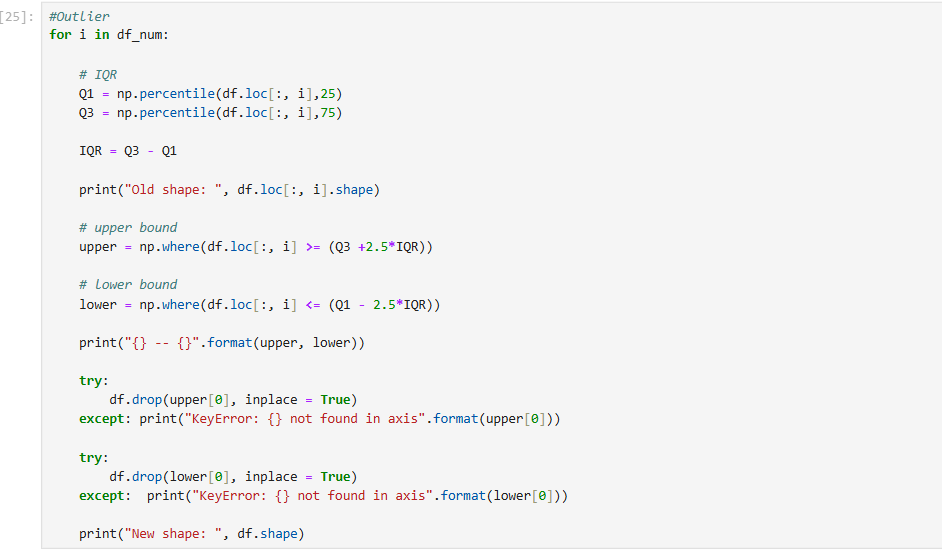 [25]: #Outlier
for i in df_num:
# IQR
Q1 = np.percentile(df.loc[:, i],25)
Q3 = np.percentile(df.loc[:, i],75)
IQR = Q3 - Q1
print("Old shape: ", df.loc[:, i].shape)
# upper bound
upper = np.where(df.loc[:, i] >= (Q3 +2.5*IQR))
# lower bound
lower = np.where(df.loc[:, i] <= (Q1 - 2.5*IQR))
print("{} -- {}".format(upper, lower))
try:
df.drop(upper[0], inplace = True)
except: print("KeyError: {} not found in axis".format(upper[0]))
try:
df.drop(lower[0], inplace = True)
except:  print("KeyError: {} not found in axis".format(lower[0]))
print("New shape: ", df.shape)